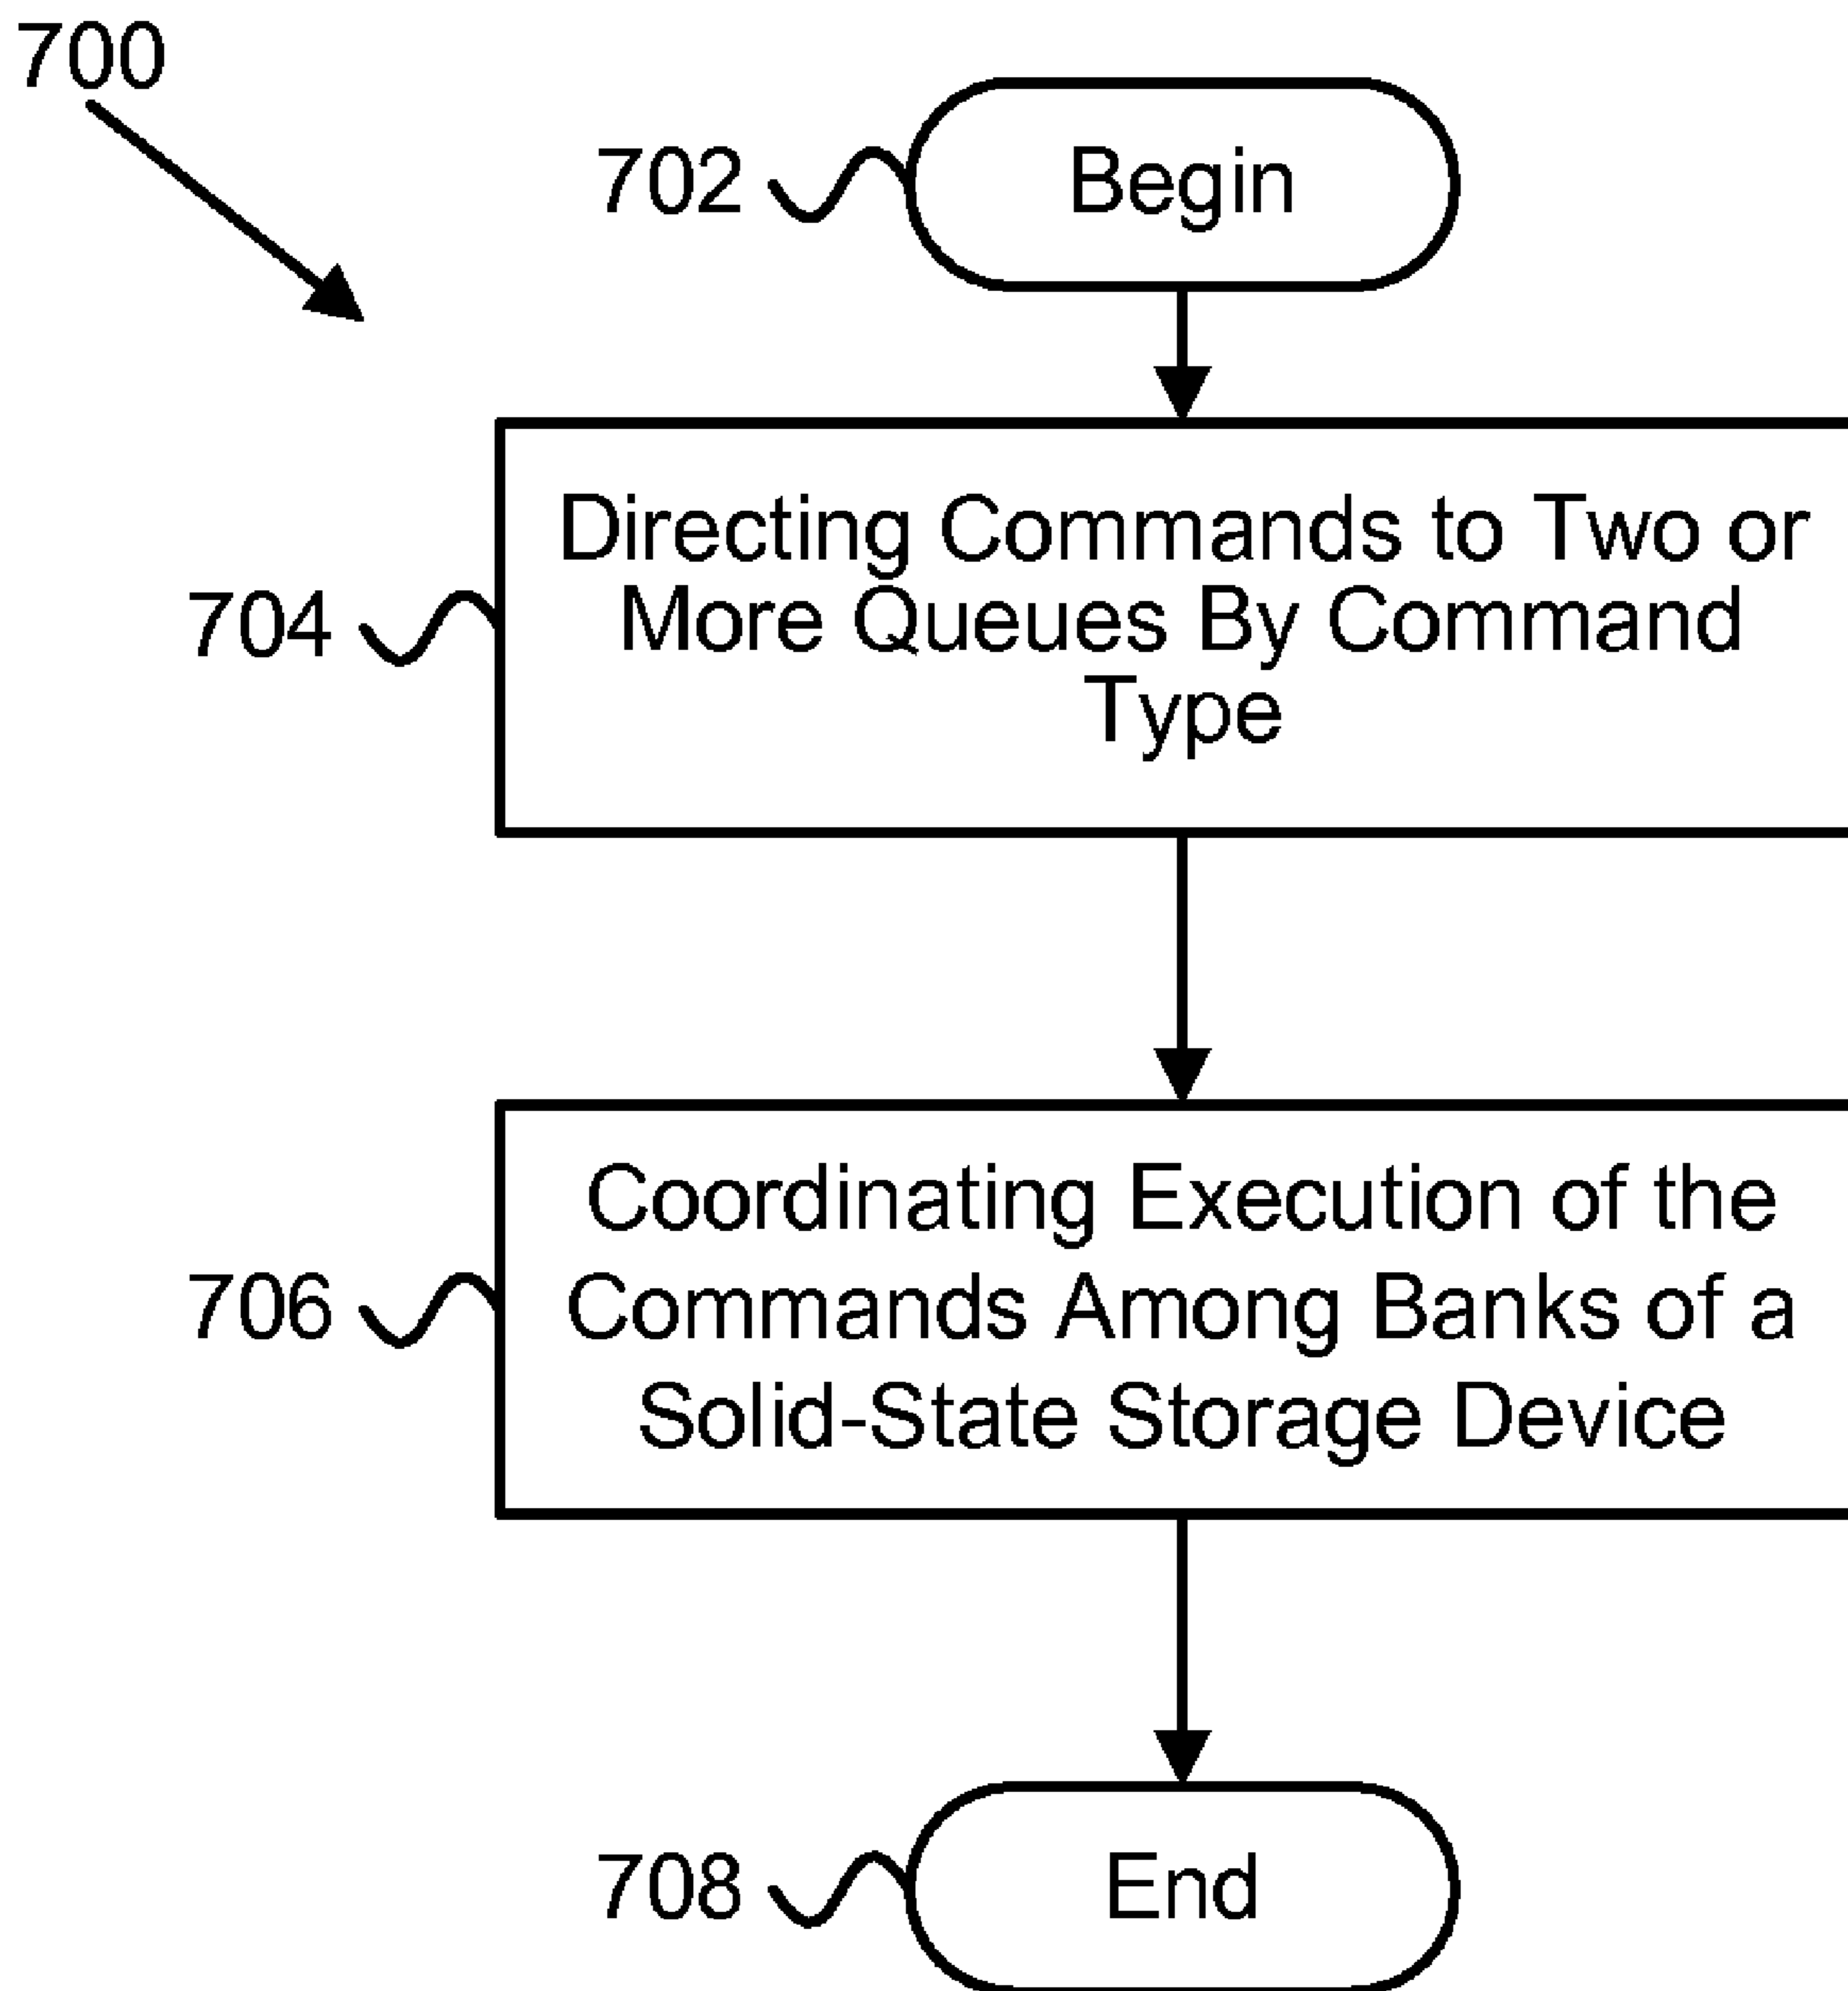 700
702
Begin
Directing Commands to Two or
More Queues By Command
Type
704
Coordinating Execution of the
Commands Among Banks of a
Solid-State Storage Device
706
708
End